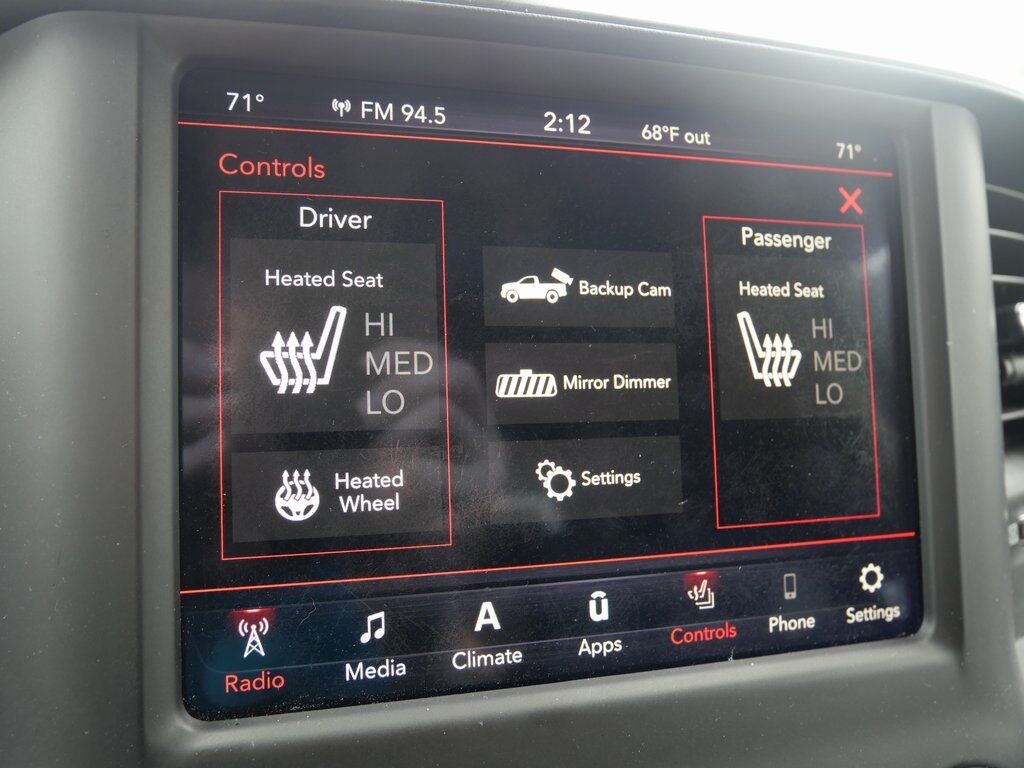 71° FM 94.5 2:12 68°F out 71°
Controls
Driver
Heated Seat
HI
MED
LO
Heated
Wheel
Backup Cam
Mirror Dimmer
Settings
Passenger
Heated Seat
HI
MED
LO
Radio
Media
A
Climate
ū
Apps
Controls
Phone
Settings